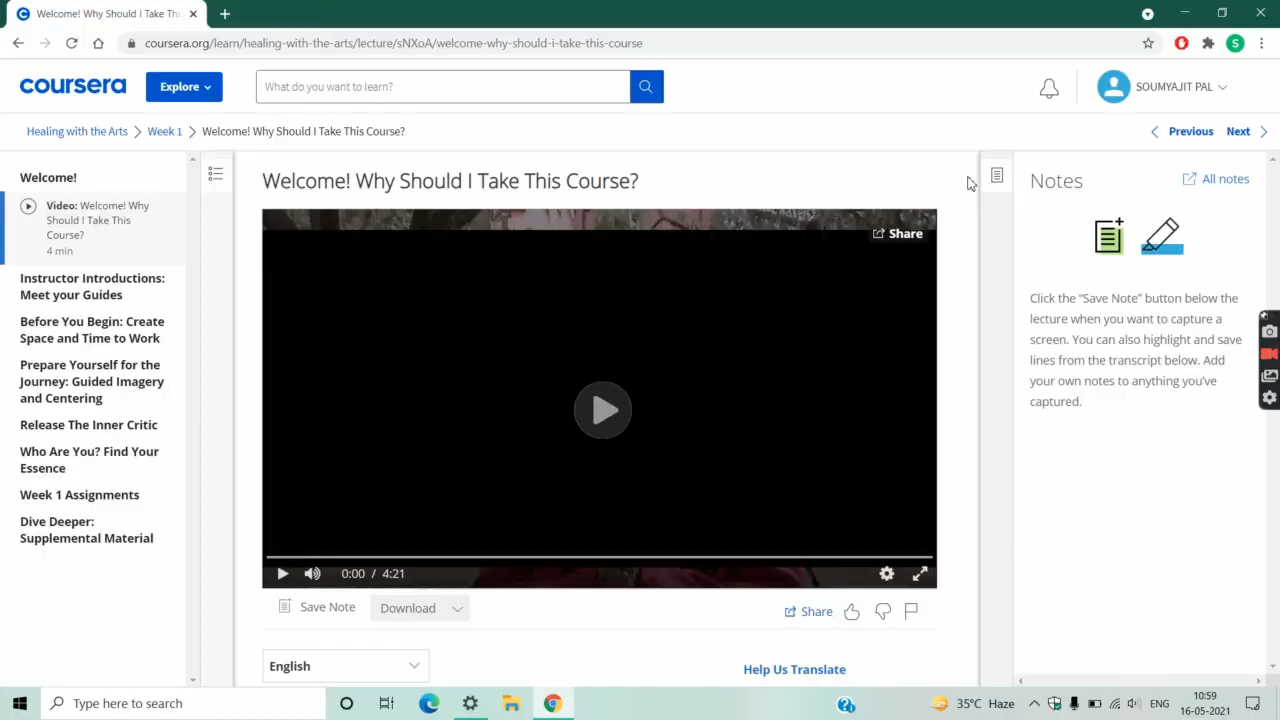 Welcome! Why Should I Take Th
coursera.org/learn/healing-with-the-arts/lecture/sNXoA/welcome-why-should-i-take-this-course
S
coursera
Explore
What do you want to learn?
SOUMYAJIT PAL
Healing with the Arts
Week 1
Welcome! Why Should I Take This Course?
Previous
Next
Welcome!
Video: Welcome! Why
Should I Take This
Course?
4 min
Instructor Introductions:
Meet your Guides
Before You Begin: Create
Space and Time to Work
Prepare Yourself for the
Journey: Guided Imagery
and Centering
Release The Inner Critic
Who Are You? Find Your
Essence
Week 1 Assignments
Dive Deeper:
Supplemental Material
Welcome! Why Should I Take This Course?
Share
0:00 / 4:21
Save Note
Download
Share
English
Help Us Translate
Notes
All notes
Click the “Save Note” button below the
lecture when you want to capture a
screen. You can also highlight and save
lines from the transcript below. Add
your own notes to anything you’ve
captured.
Type here to search
35°C Haze
ENG
10:59
16-05-2021